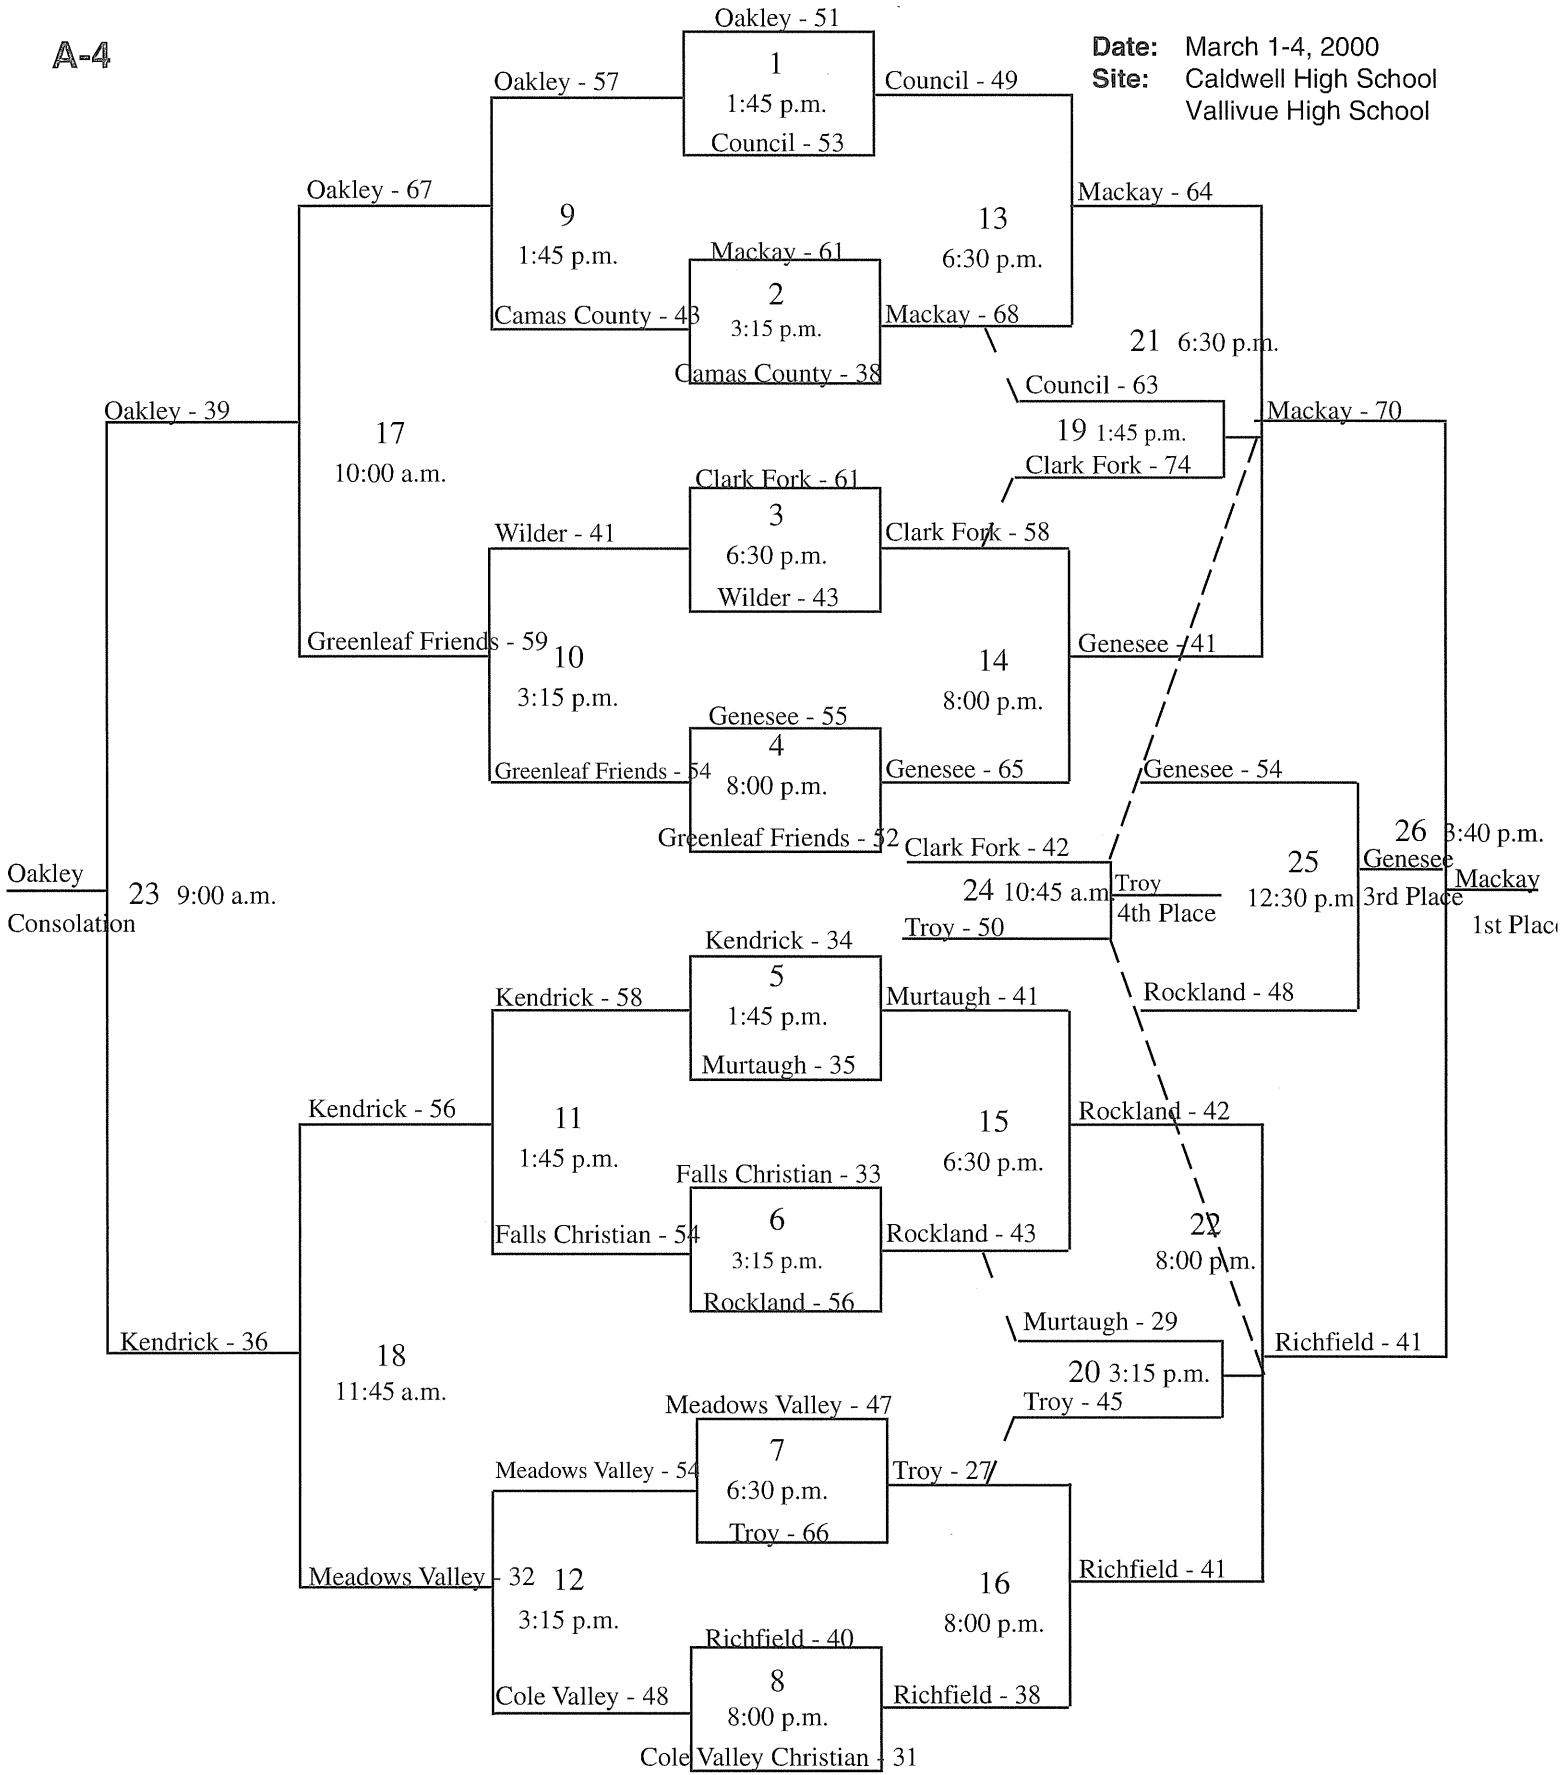 A-4
Date: March 1-4, 2000
Site: Caldwell High School
Vallivue High School
Oakley - 51
1
1:45 p.m.
Council - 53
Oakley - 57
Council - 49
Oakley - 67
9
1:45 p.m.
13
6:30 p.m.
Mackay - 64
Mackay - 61
2
3:15 p.m.
Camas County - 38
Camas County - 43
Mackay - 68
21 6:30 p.m.
Council - 63
19 1:45 p.m.
Clark Fork - 74
Oakley - 39
17
10:00 a.m.
Mackay - 70
Clark Fork - 61
3
6:30 p.m.
Wilder - 43
Wilder - 41
Clark Fork - 58
Greenleaf Friends - 59
10
3:15 p.m.
14
8:00 p.m.
Genesee - 41
Genesee - 55
4
8:00 p.m.
Greenleaf Friends - 52
Greenleaf Friends - 54
Genesee - 65
Genesee - 54
Clark Fork - 42
24 10:45 a.m.
Troy - 50
Troy
4th Place
25
12:30 p.m
Genesee
3rd Place
26 3:40 p.m.
Mackay
1st Plac
Oakley
Consolation
23 9:00 a.m.
Rockland - 48
Kendrick - 34
5
1:45 p.m.
Murtaugh - 35
Kendrick - 58
Murtaugh - 41
Kendrick - 56
11
1:45 p.m.
15
6:30 p.m.
Rockland - 42
Falls Christian - 33
6
3:15 p.m.
Rockland - 56
Falls Christian - 54
Rockland - 43
22
8:00 p.m.
Murtaugh - 29
20 3:15 p.m.
Troy - 45
Kendrick - 36
18
11:45 a.m.
Richfield - 41
Meadows Valley - 47
7
6:30 p.m.
Troy - 66
Meadows Valley - 54
Troy - 27
Meadows Valley - 32
12
3:15 p.m.
16
8:00 p.m.
Richfield - 41
Richfield - 40
8
8:00 p.m.
Cole Valley Christian - 31
Cole Valley - 48
Richfield - 38